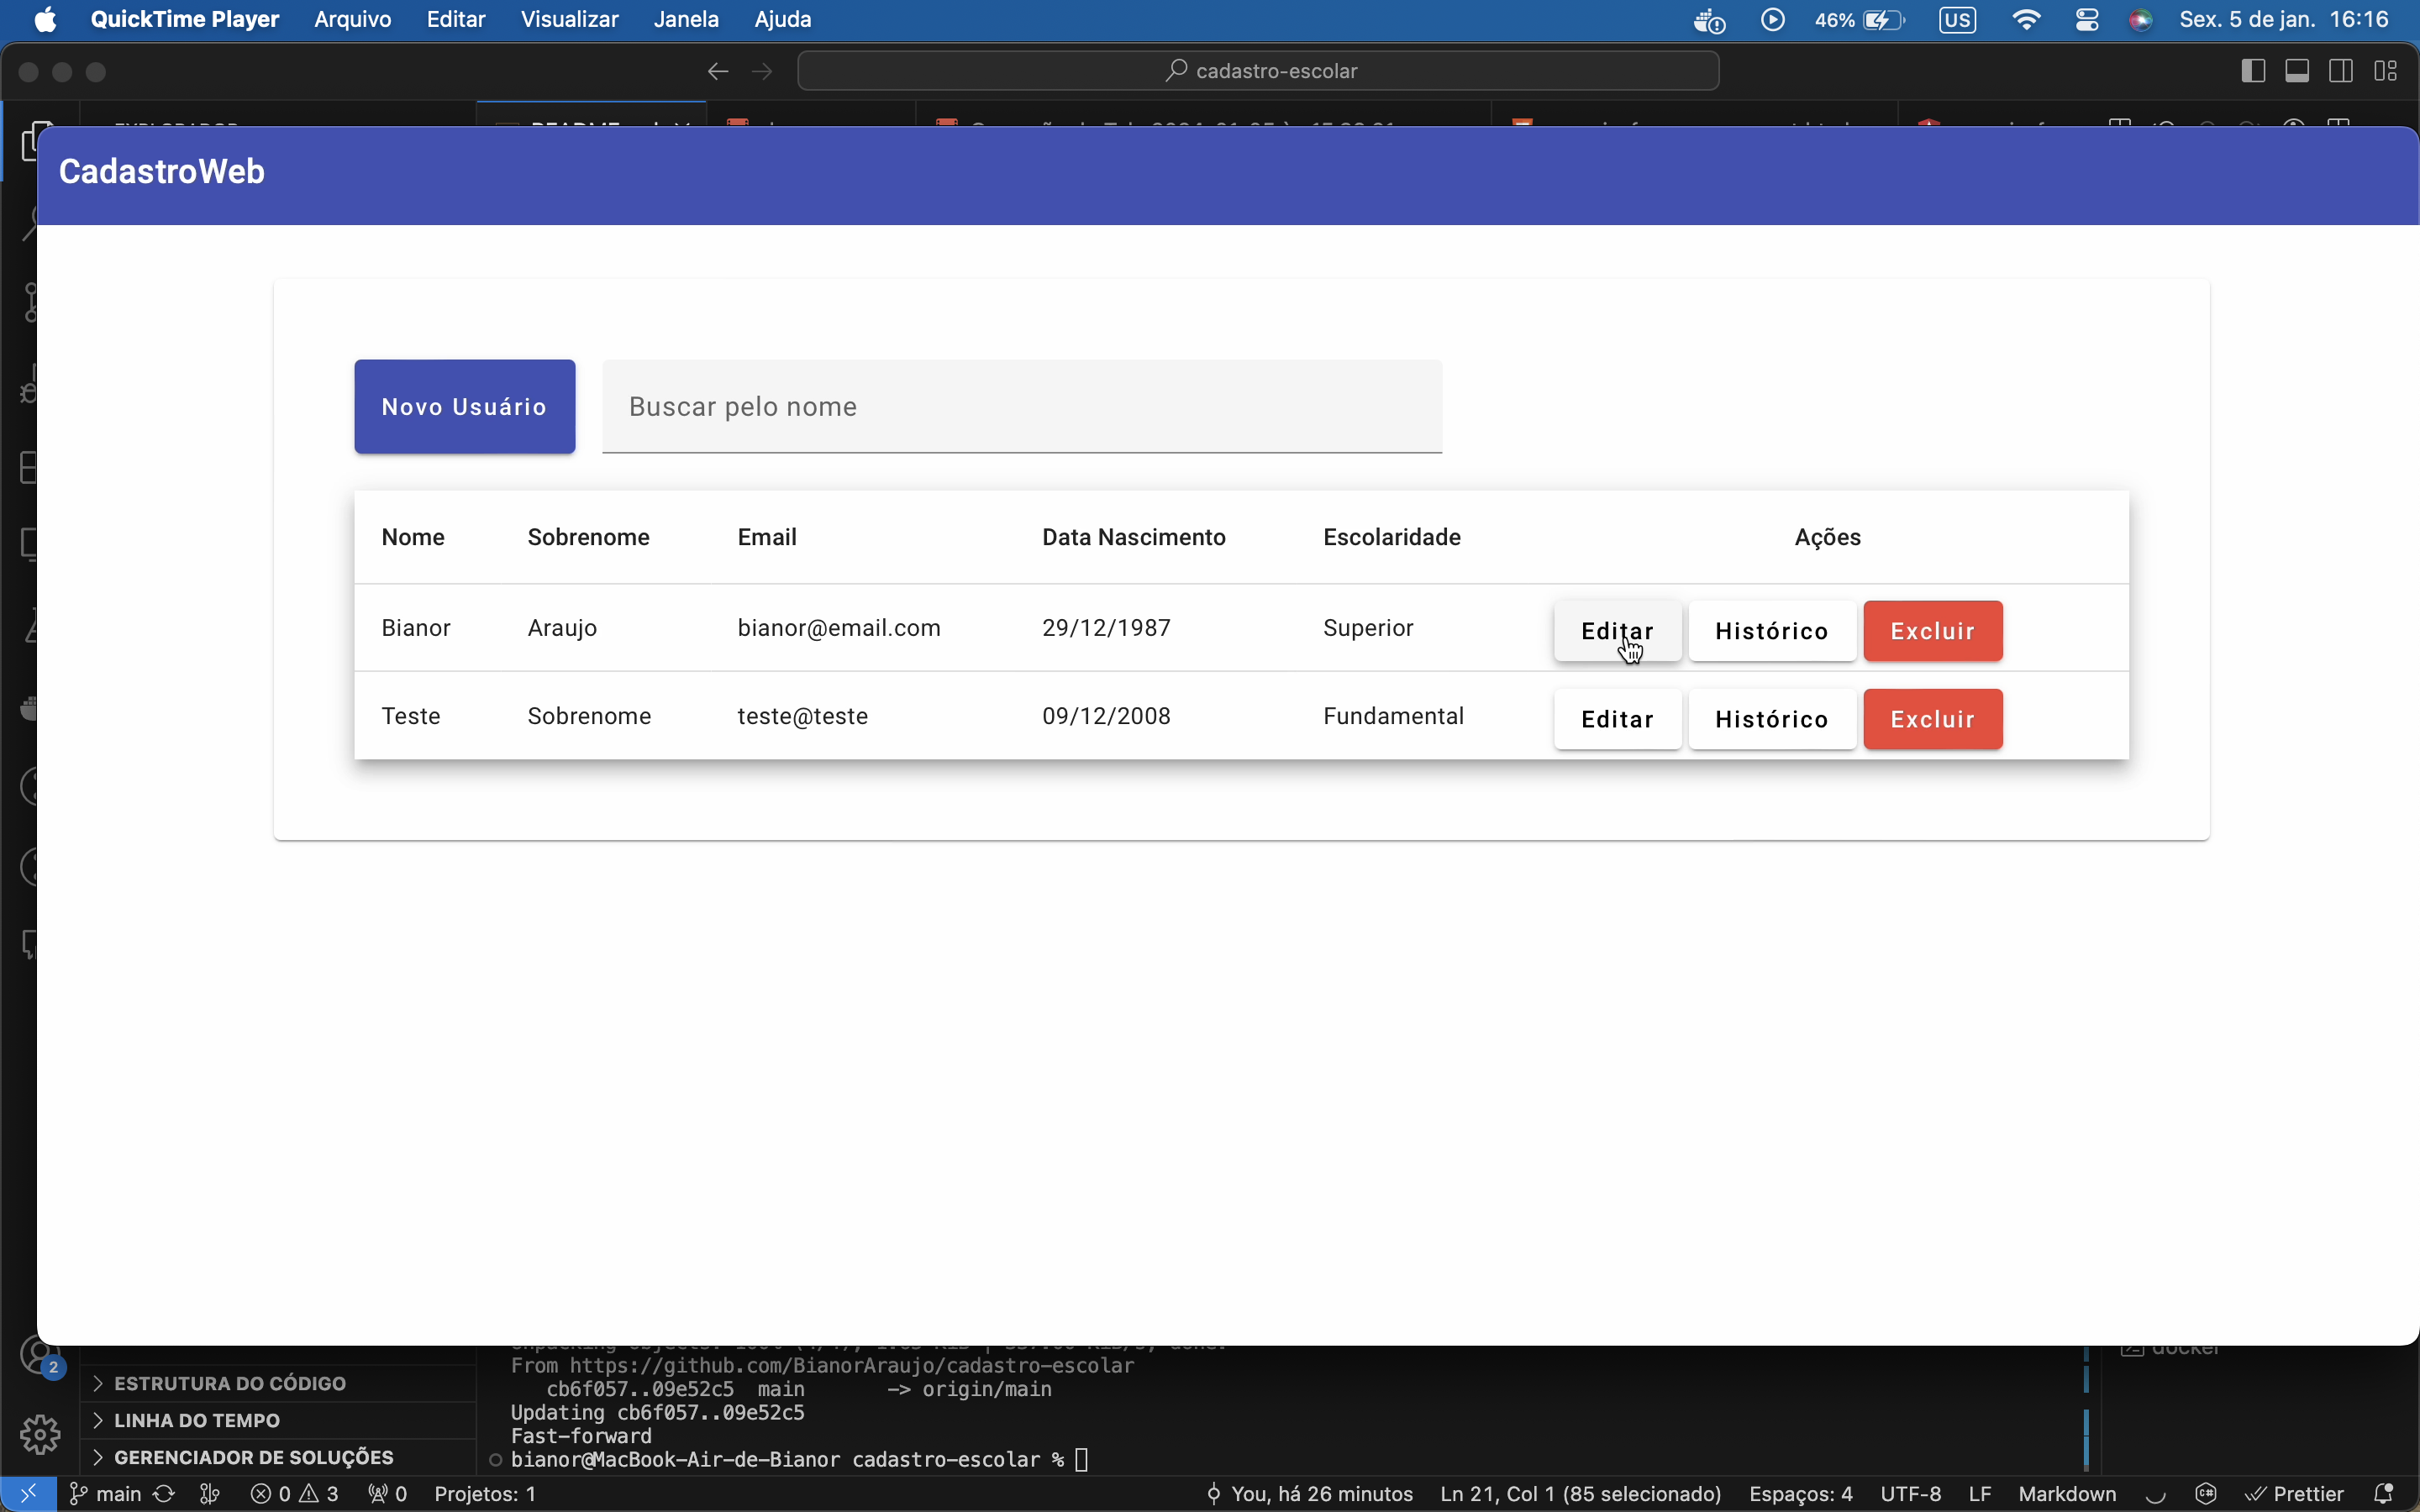 QuickTime Player Arquivo Editar Visualizar Janela Ajuda 46% US Sex. 5 de jan. 16:16
cadastro-escolar
CadastroWeb
Novo Usuário Buscar pelo nome
Nome Sobrenome Email Data Nascimento Escolaridade Ações
Bianor Araujo bianor@email.com 29/12/1987 Superior Editar Histórico Excluir
Teste Sobrenome teste@teste 09/12/2008 Fundamental Editar Histórico Excluir
2
docker
From https://github.com/BianorAraujo/cadastro-escolar
ESTRUTURA DO CÓDIGO
cb6f057..09e52c5 main -> origin/main
Updating cb6f057..09e52c5
LINHA DO TEMPO
Fast-forward
GERENCIADOR DE SOLUÇÕES
bianor@MacBook-Air-de-Bianor cadastro-escolar %
main 0 3 0 Projetos: 1 You, há 26 minutos Ln 21, Col 1 (85 selecionado) Espaços: 4 UTF-8 LF Markdown Prettier